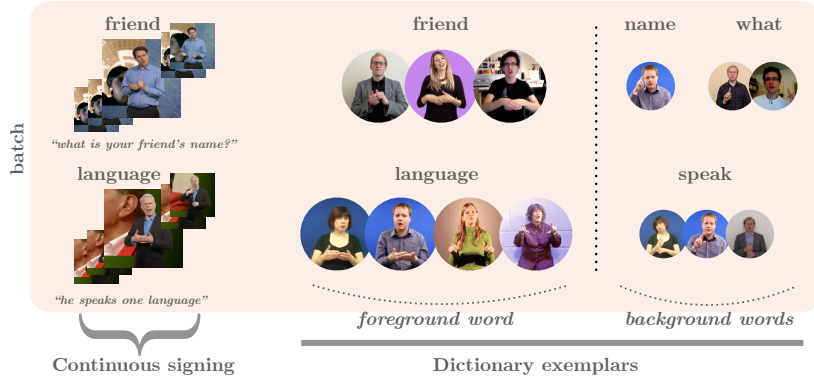 friend
friend
name
what
batch
“what is your friend’s name?”
language
language
speak
“he speaks one language”
foreground word
background words
Continuous signing
Dictionary exemplars